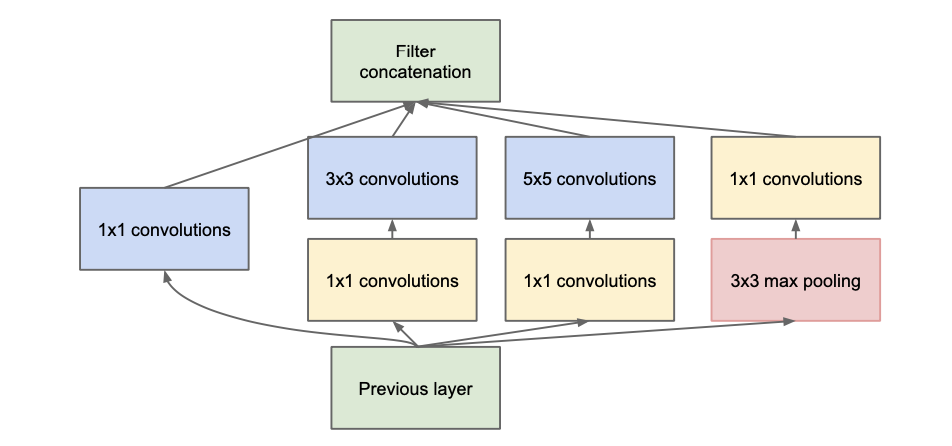 Filter
concatenation
3x3 convolutions
5x5 convolutions
1x1 convolutions
1x1 convolutions
1x1 convolutions
1x1 convolutions
3x3 max pooling
Previous layer